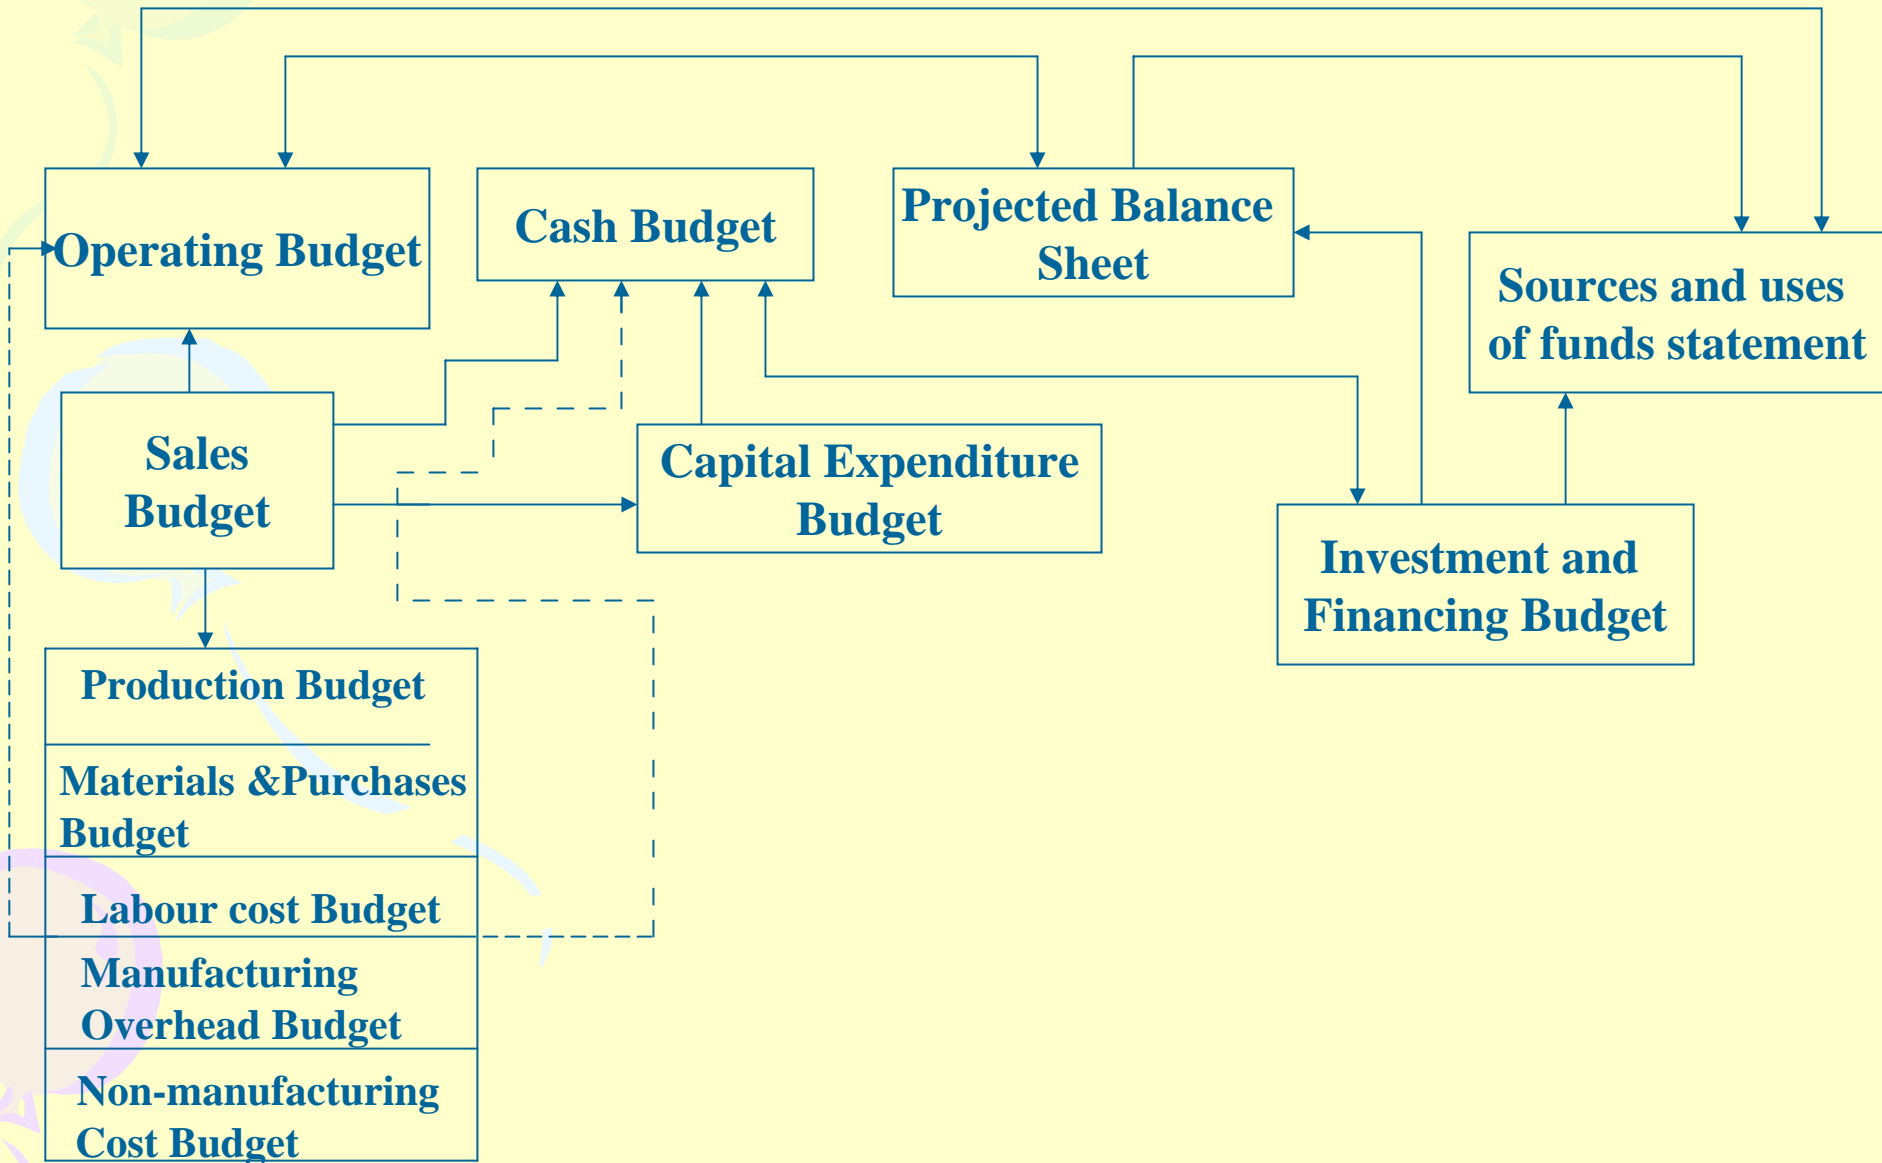 Operating Budget
Cash Budget
Projected Balance
Sheet
Sources and uses
of funds statement
Sales
Budget
Capital Expenditure
Budget
Investment and
Financing Budget
Production Budget
Materials &Purchases
Budget
Labour cost Budget
Manufacturing
Overhead Budget
Non-manufacturing
Cost Budget